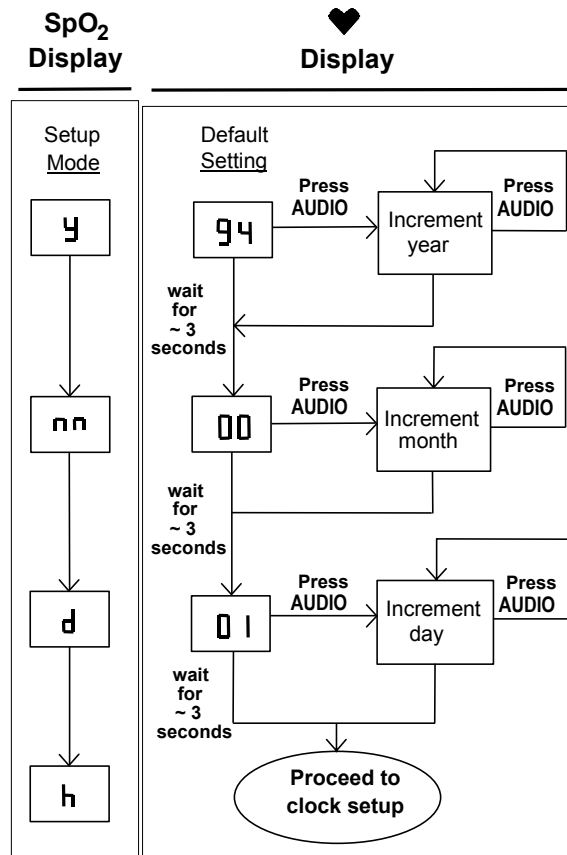 SpO2
Display
Display
Setup
Mode
y
nn
d
h
Default
Setting
94
Press
AUDIO
Increment
year
Press
AUDIO
wait
for
~ 3
seconds
00
Press
AUDIO
Increment
month
Press
AUDIO
wait
for
~ 3
seconds
01
Press
AUDIO
Increment
day
Press
AUDIO
wait
for
~ 3
seconds
Proceed to
clock setup